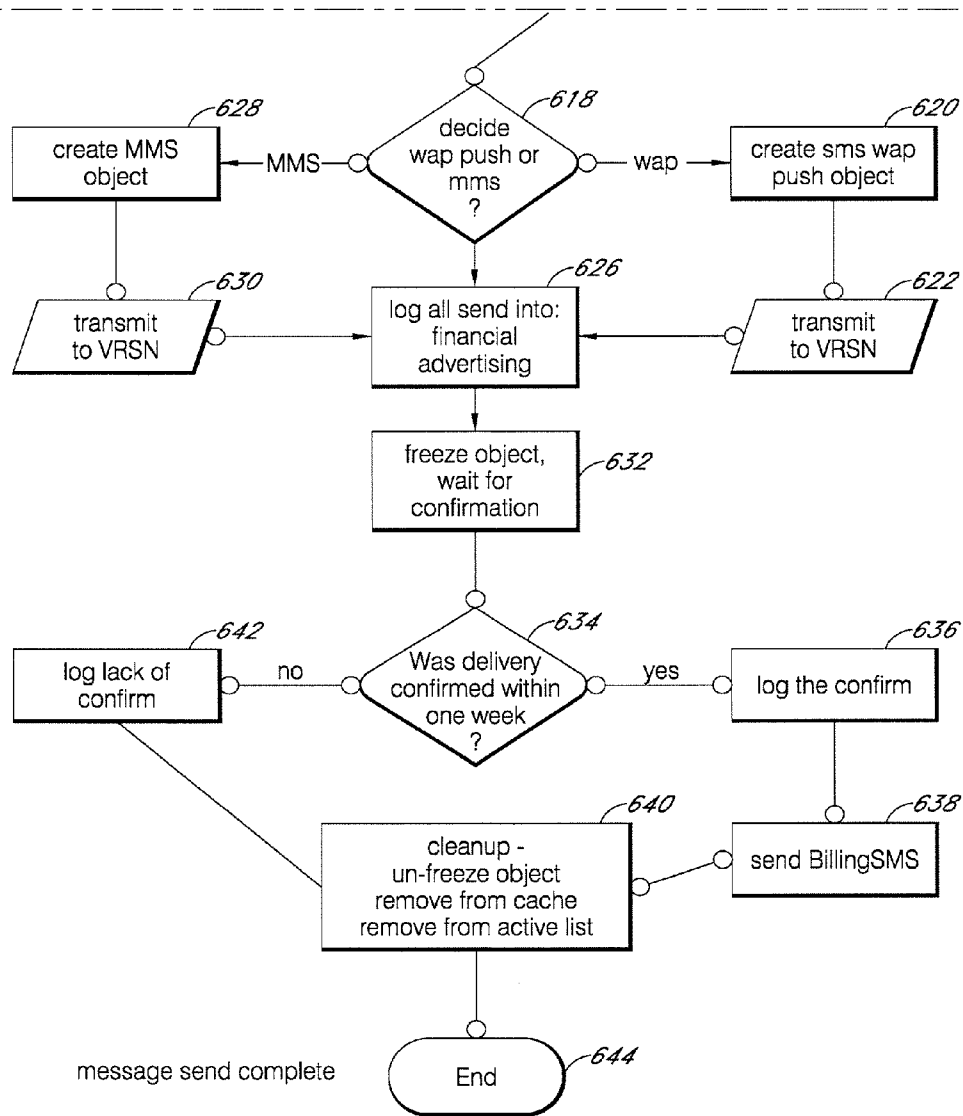 628
create MMS
object
MMS
618
decide
wap push or
mms
?
wap
620
create sms wap
push object
630
transmit
to VRSN
626
log all send into:
financial
advertising
622
transmit
to VRSN
freeze object,
wait for
confirmation
632
642
log lack of
confirm
no
634
Was delivery
confirmed within
one week
?
yes
636
log the confirm
640
cleanup -
un-freeze object
remove from cache
remove from active list
638
send BillingSMS
message send complete
End
644